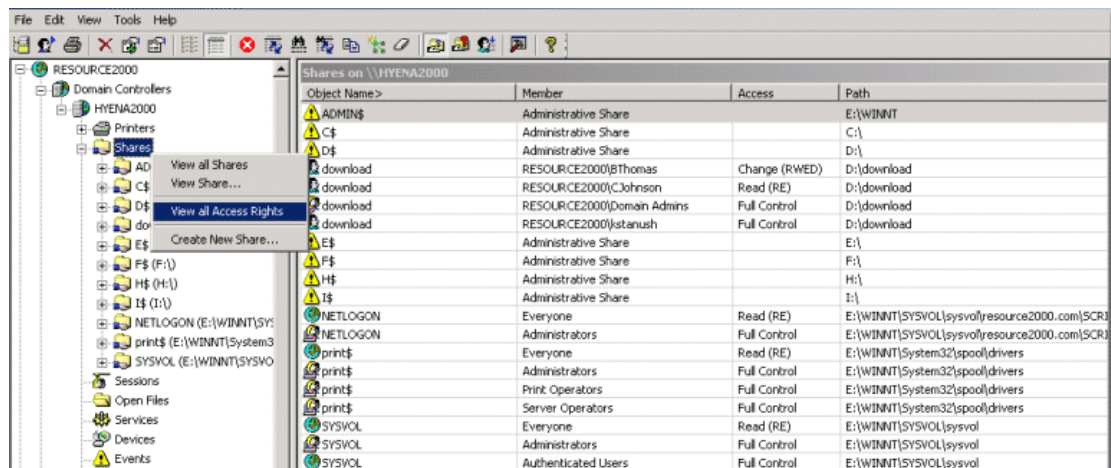 File Edit View Tools Help
RESOURCE2000
Domain Controllers
HYENA2000
Printers
Shares
AD
C$
D$
do
E$
F$ (F:\)
H$ (H:\)
I$ (I:\)
NETLOGON (E:\WINNT\SYS
print$ (E:\WINNT\System3
SYSVOL (E:\WINNT\SYSVO
Sessions
Open Files
Services
Devices
Events
View all Shares
View Share...
View all Access Rights
Create New Share...
Shares on \\HYENA2000
Object Name> Member Access Path
ADMIN$ Administrative Share E:\WINNT
C$ Administrative Share C:\
D$ Administrative Share D:\
download RESOURCE2000\BThomas Change (RWED) D:\download
download RESOURCE2000\CJohnson Read (RE) D:\download
download RESOURCE2000\Domain Admins Full Control D:\download
download RESOURCE2000\kstanush Full Control D:\download
E$ Administrative Share E:\
F$ Administrative Share F:\
H$ Administrative Share H:\
I$ Administrative Share I:\
NETLOGON Everyone Read (RE) E:\WINNT\SYSVOL\sysvol\resource2000.com\SCRI
NETLOGON Administrators Full Control E:\WINNT\SYSVOL\sysvol\resource2000.com\SCRI
print$ Everyone Read (RE) E:\WINNT\System32\spool\drivers
print$ Administrators Full Control E:\WINNT\System32\spool\drivers
print$ Print Operators Full Control E:\WINNT\System32\spool\drivers
print$ Server Operators Full Control E:\WINNT\System32\spool\drivers
SYSVOL Everyone Read (RE) E:\WINNT\SYSVOL\sysvol
SYSVOL Administrators Full Control E:\WINNT\SYSVOL\sysvol
SYSVOL Authenticated Users Full Control E:\WINNT\SYSVOL\sysvol